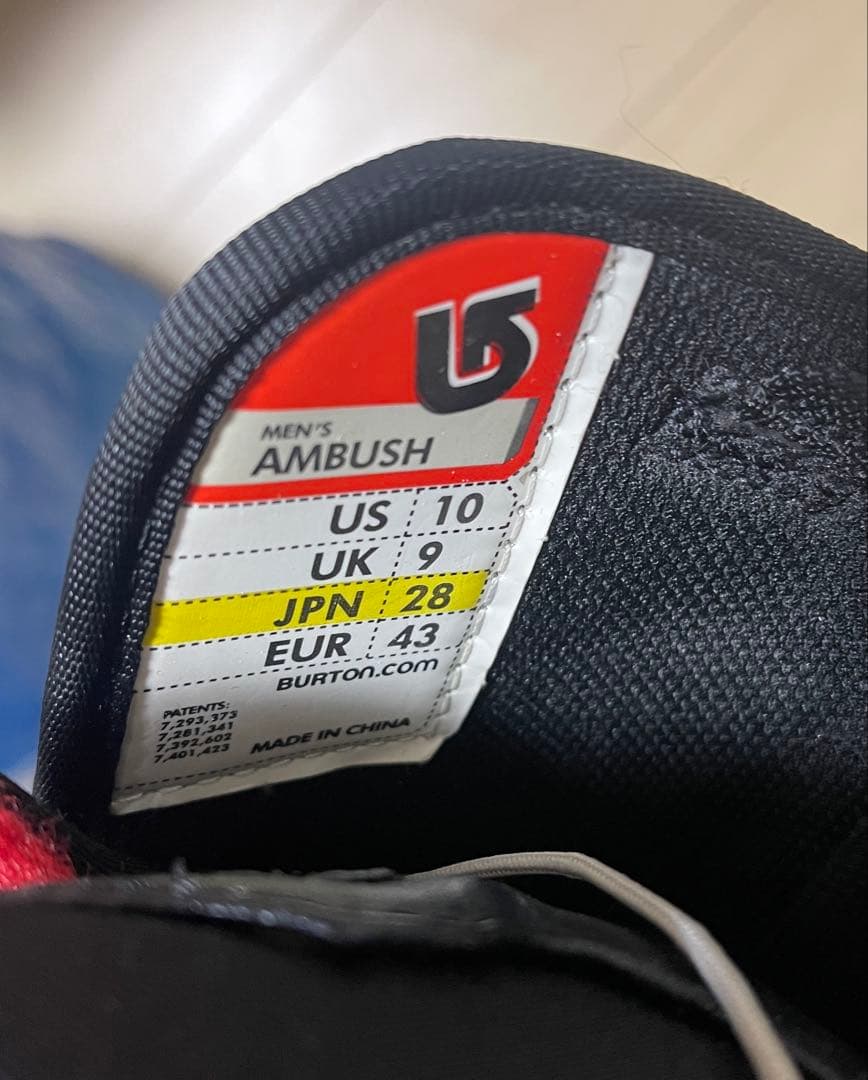 MEN'S
AMBUSH
US 10
UK 9
JPN 28
EUR 43
BURTON.COM
PATENTS:
7,293,373
7,281,341
7,392,602
7,401,423
MADE IN CHINA